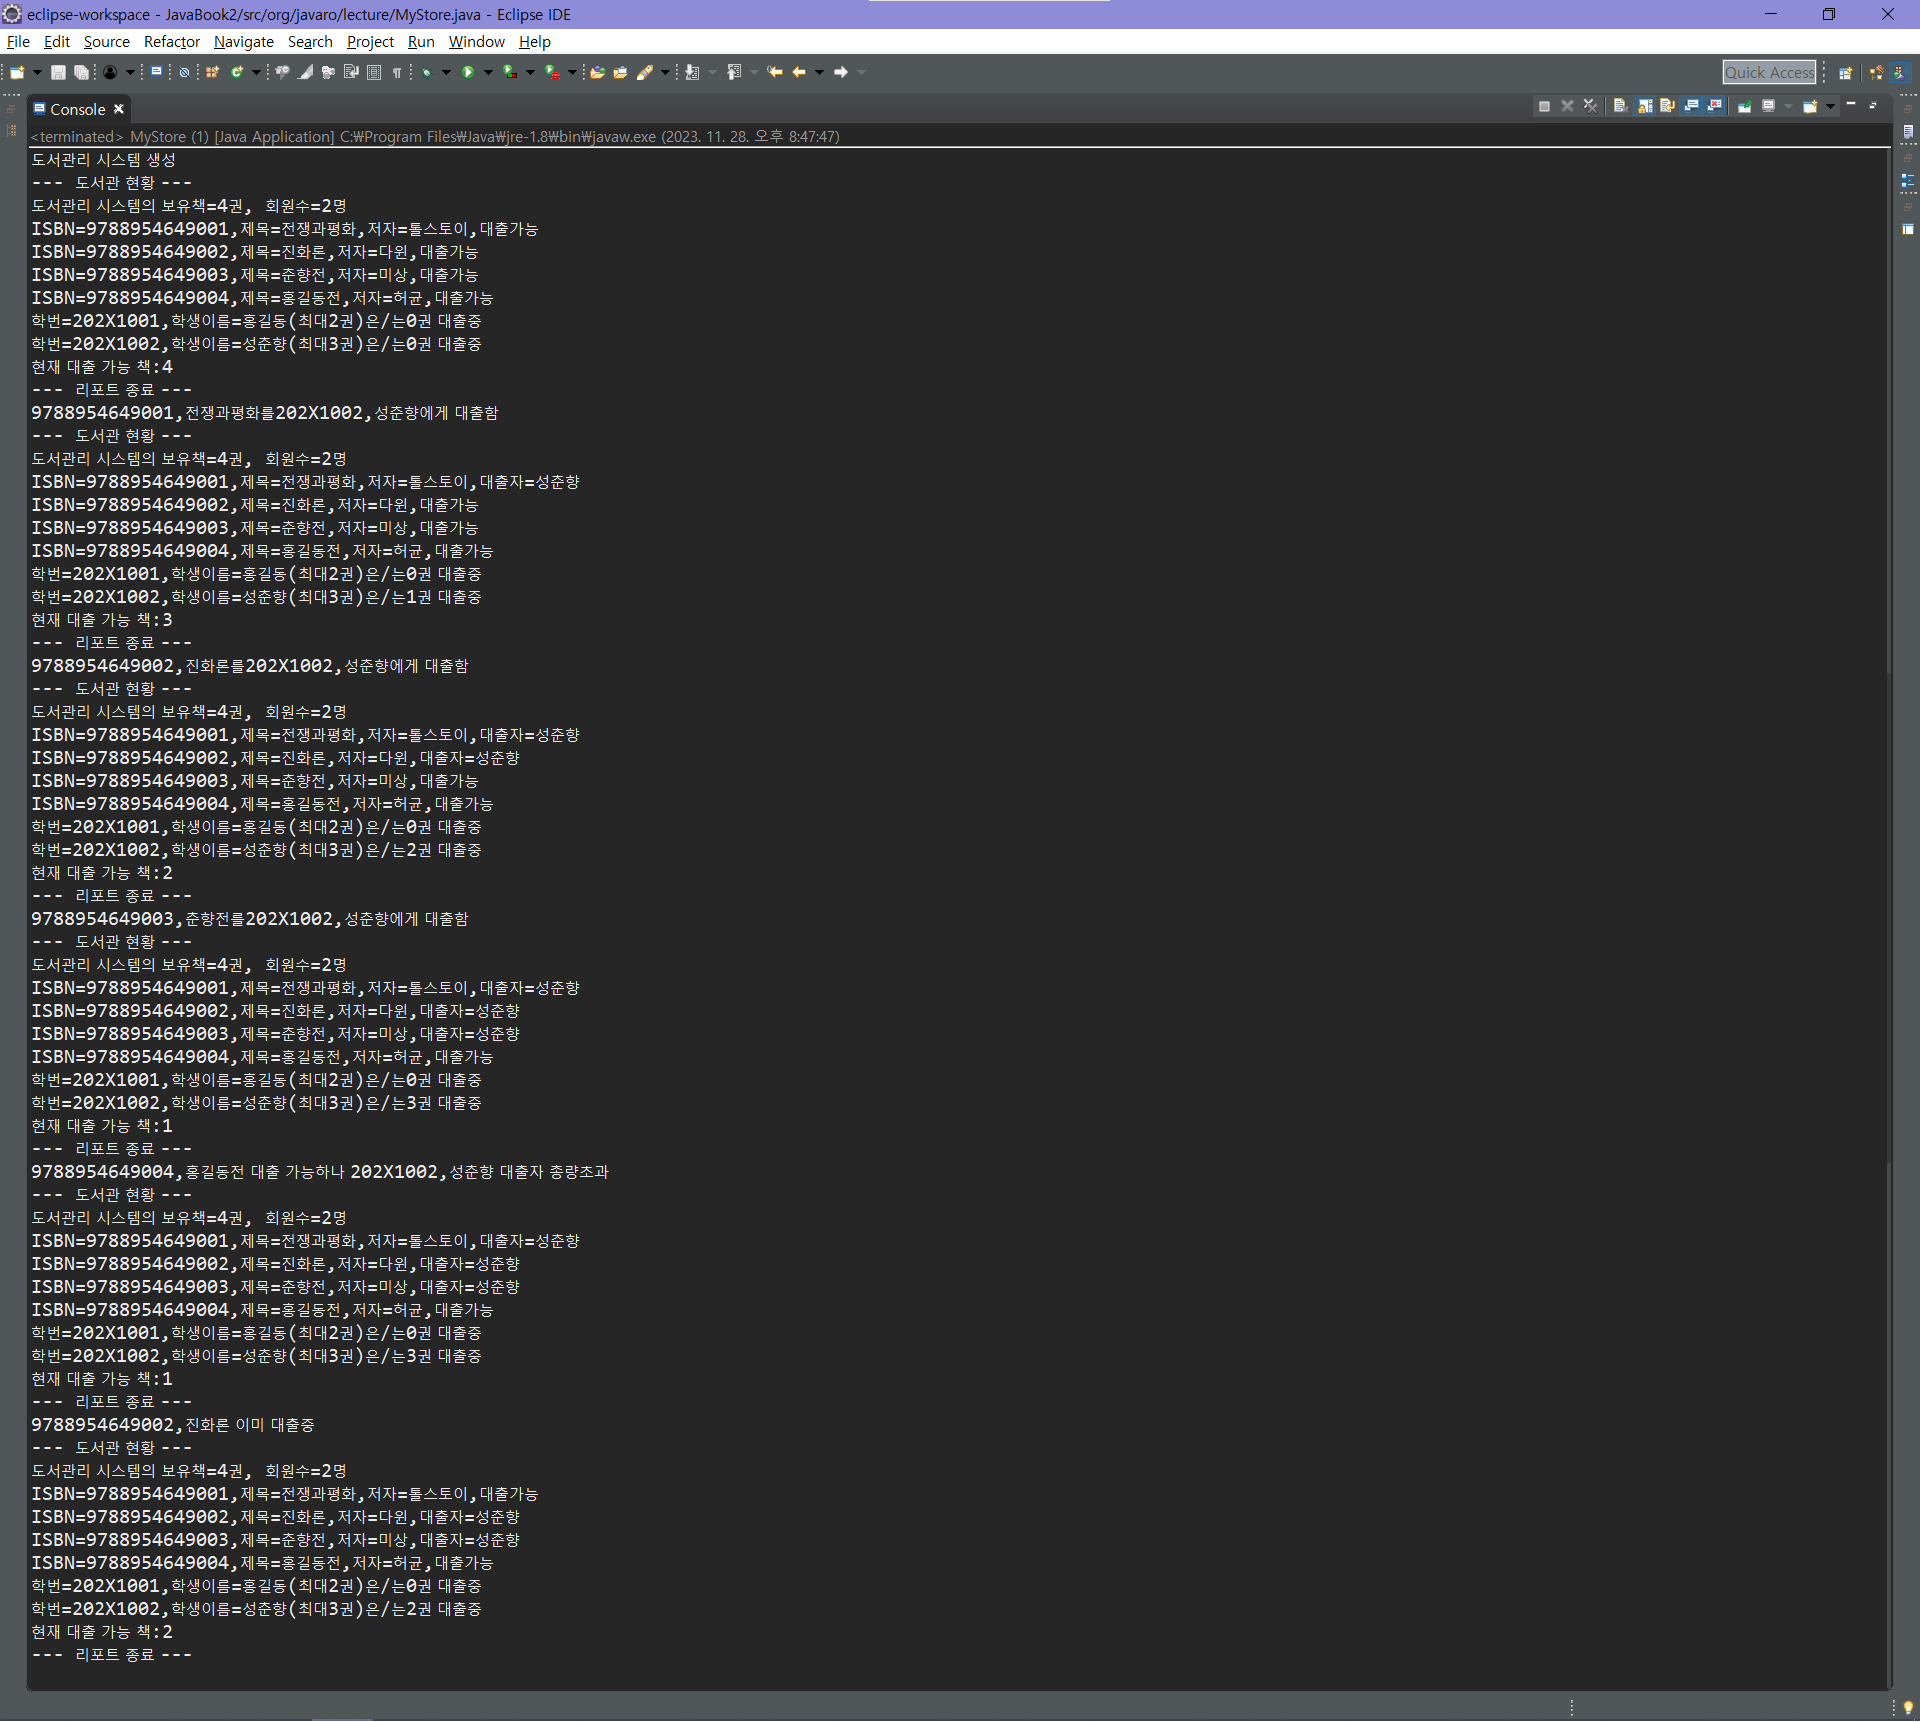 eclipse-workspace - JavaBook2/src/org/javaro/lecture/MyStore.java - Eclipse IDE
File Edit Source Refactor Navigate Search Project Run Window Help
Quick Access
Console
<terminated> MyStore (1) [Java Application] C:₩Program Files₩Java₩jre-1.8₩bin₩javaw.exe (2023. 11. 28. 오후 8:47:47)
도서관리 시스템 생성
--- 도서관 현황 ---
도서관리 시스템의 보유책=4권, 회원수=2명
ISBN=9788954649001,제목=전쟁과평화,저자=톨스토이,대출가능
ISBN=9788954649002,제목=진화론,저자=다윈,대출가능
ISBN=9788954649003,제목=춘향전,저자=미상,대출가능
ISBN=9788954649004,제목=홍길동전,저자=허균,대출가능
학번=202X1001,학생이름=홍길동(최대2권)은/는0권 대출중
학번=202X1002,학생이름=성춘향(최대3권)은/는0권 대출중
현재 대출 가능 책:4
--- 리포트 종료 ---
9788954649001,전쟁과평화를202X1002,성춘향에게 대출함
--- 도서관 현황 ---
도서관리 시스템의 보유책=4권, 회원수=2명
ISBN=9788954649001,제목=전쟁과평화,저자=톨스토이,대출자=성춘향
ISBN=9788954649002,제목=진화론,저자=다윈,대출가능
ISBN=9788954649003,제목=춘향전,저자=미상,대출가능
ISBN=9788954649004,제목=홍길동전,저자=허균,대출가능
학번=202X1001,학생이름=홍길동(최대2권)은/는0권 대출중
학번=202X1002,학생이름=성춘향(최대3권)은/는1권 대출중
현재 대출 가능 책:3
--- 리포트 종료 ---
9788954649002,진화론를202X1002,성춘향에게 대출함
--- 도서관 현황 ---
도서관리 시스템의 보유책=4권, 회원수=2명
ISBN=9788954649001,제목=전쟁과평화,저자=톨스토이,대출자=성춘향
ISBN=9788954649002,제목=진화론,저자=다윈,대출자=성춘향
ISBN=9788954649003,제목=춘향전,저자=미상,대출가능
ISBN=9788954649004,제목=홍길동전,저자=허균,대출가능
학번=202X1001,학생이름=홍길동(최대2권)은/는0권 대출중
학번=202X1002,학생이름=성춘향(최대3권)은/는2권 대출중
현재 대출 가능 책:2
--- 리포트 종료 ---
9788954649003,춘향전를202X1002,성춘향에게 대출함
--- 도서관 현황 ---
도서관리 시스템의 보유책=4권, 회원수=2명
ISBN=9788954649001,제목=전쟁과평화,저자=톨스토이,대출자=성춘향
ISBN=9788954649002,제목=진화론,저자=다윈,대출자=성춘향
ISBN=9788954649003,제목=춘향전,저자=미상,대출자=성춘향
ISBN=9788954649004,제목=홍길동전,저자=허균,대출가능
학번=202X1001,학생이름=홍길동(최대2권)은/는0권 대출중
학번=202X1002,학생이름=성춘향(최대3권)은/는3권 대출중
현재 대출 가능 책:1
--- 리포트 종료 ---
9788954649004,홍길동전 대출 가능하나 202X1002,성춘향 대출자 총량초과
--- 도서관 현황 ---
도서관리 시스템의 보유책=4권, 회원수=2명
ISBN=9788954649001,제목=전쟁과평화,저자=톨스토이,대출자=성춘향
ISBN=9788954649002,제목=진화론,저자=다윈,대출자=성춘향
ISBN=9788954649003,제목=춘향전,저자=미상,대출자=성춘향
ISBN=9788954649004,제목=홍길동전,저자=허균,대출가능
학번=202X1001,학생이름=홍길동(최대2권)은/는0권 대출중
학번=202X1002,학생이름=성춘향(최대3권)은/는3권 대출중
현재 대출 가능 책:1
--- 리포트 종료 ---
9788954649002,진화론 이미 대출중
--- 도서관 현황 ---
도서관리 시스템의 보유책=4권, 회원수=2명
ISBN=9788954649001,제목=전쟁과평화,저자=톨스토이,대출가능
ISBN=9788954649002,제목=진화론,저자=다윈,대출자=성춘향
ISBN=9788954649003,제목=춘향전,저자=미상,대출자=성춘향
ISBN=9788954649004,제목=홍길동전,저자=허균,대출가능
학번=202X1001,학생이름=홍길동(최대2권)은/는0권 대출중
학번=202X1002,학생이름=성춘향(최대3권)은/는2권 대출중
현재 대출 가능 책:2
--- 리포트 종료 ---